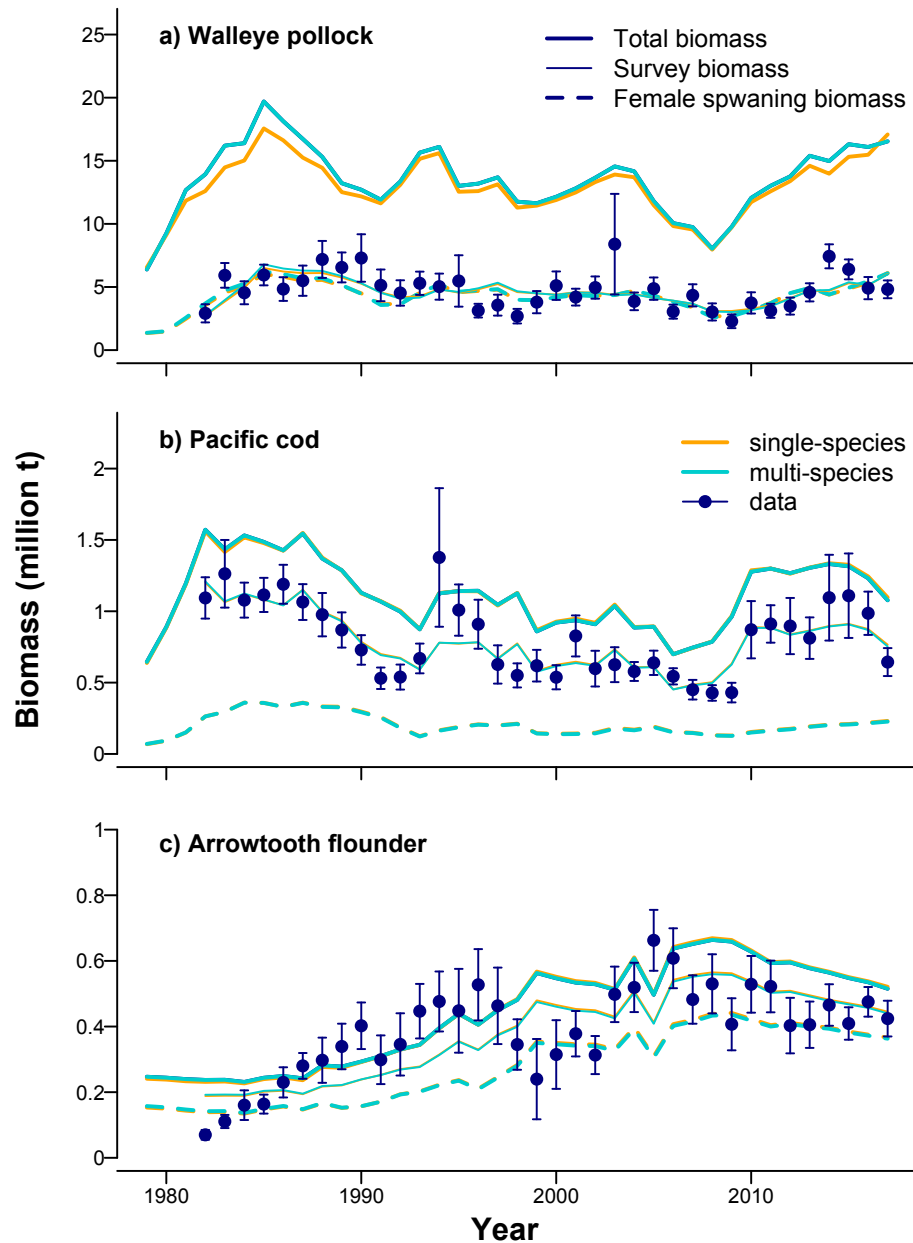 a) Walleye pollock
Total biomass
Survey biomass
Female spwaning biomass
25
20
15
10
5
0
b) Pacific cod
single-species
multi-species
data
2
1.5
1
0.5
0
Biomass (million t)
c) Arrowtooth flounder
1
0.8
0.6
0.4
0.2
0
1980
1990
2000
2010
Year